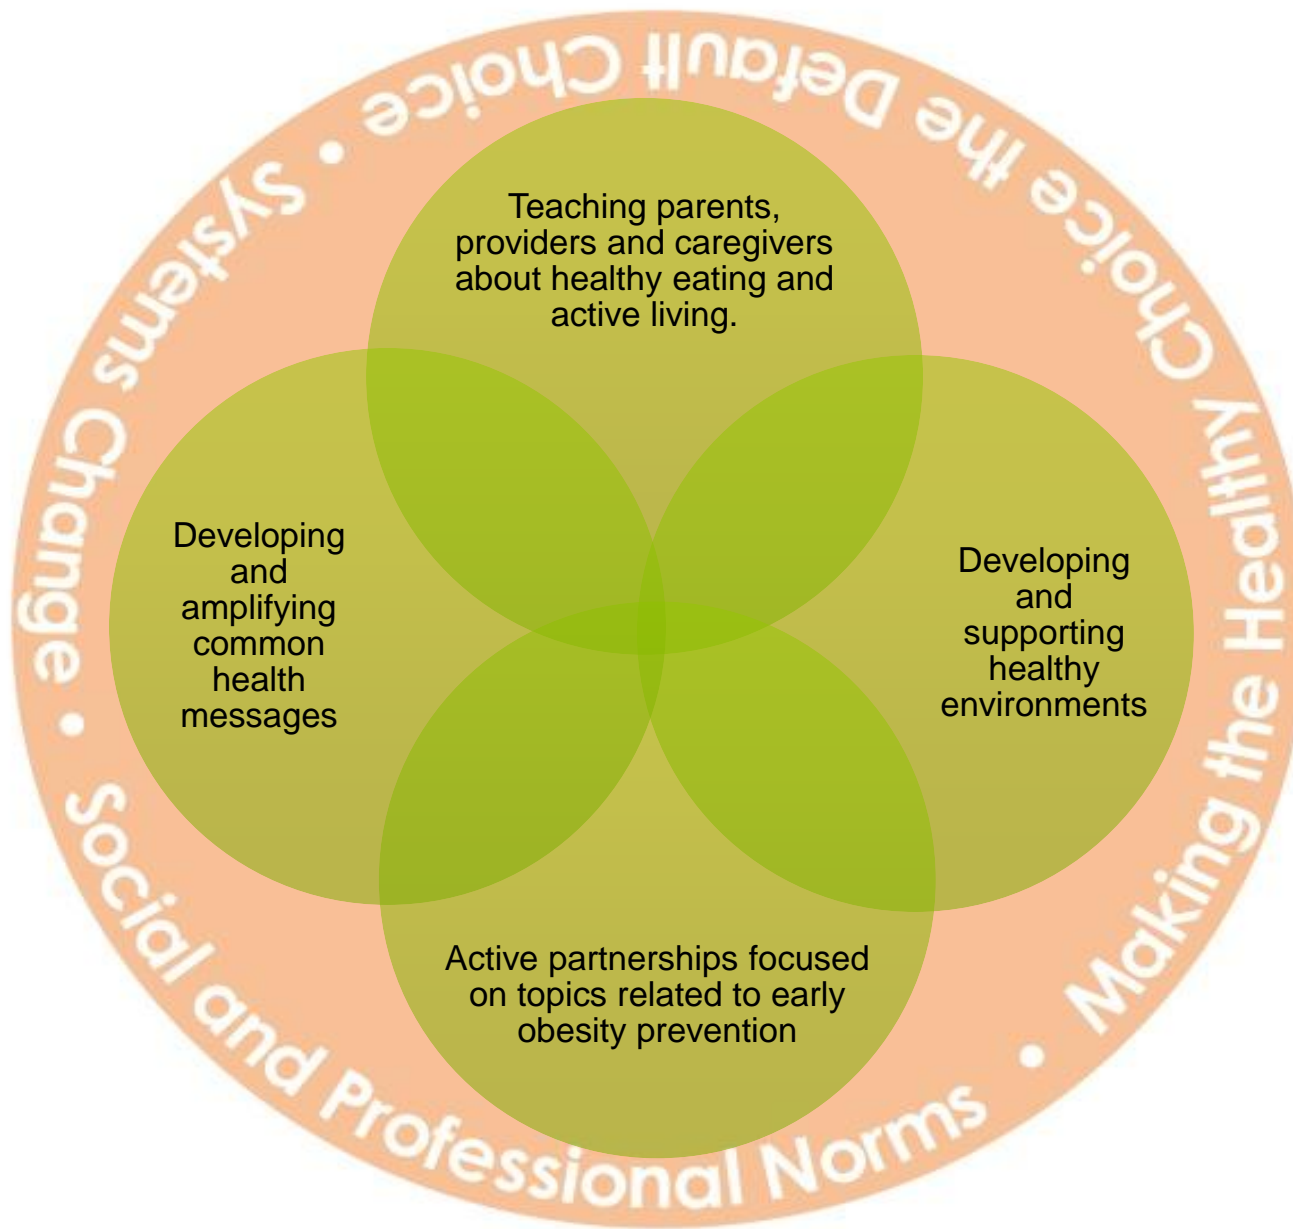 Teaching parents,
providers and caregivers
about healthy eating and
active living.
Developing
and
amplifying
common
health
messages
Developing
and
supporting
healthy
environments
Active partnerships focused
on topics related to early
obesity prevention
Systems Change •
Social and Professional Norms •
Making the Healthy Choice the Default Choice •